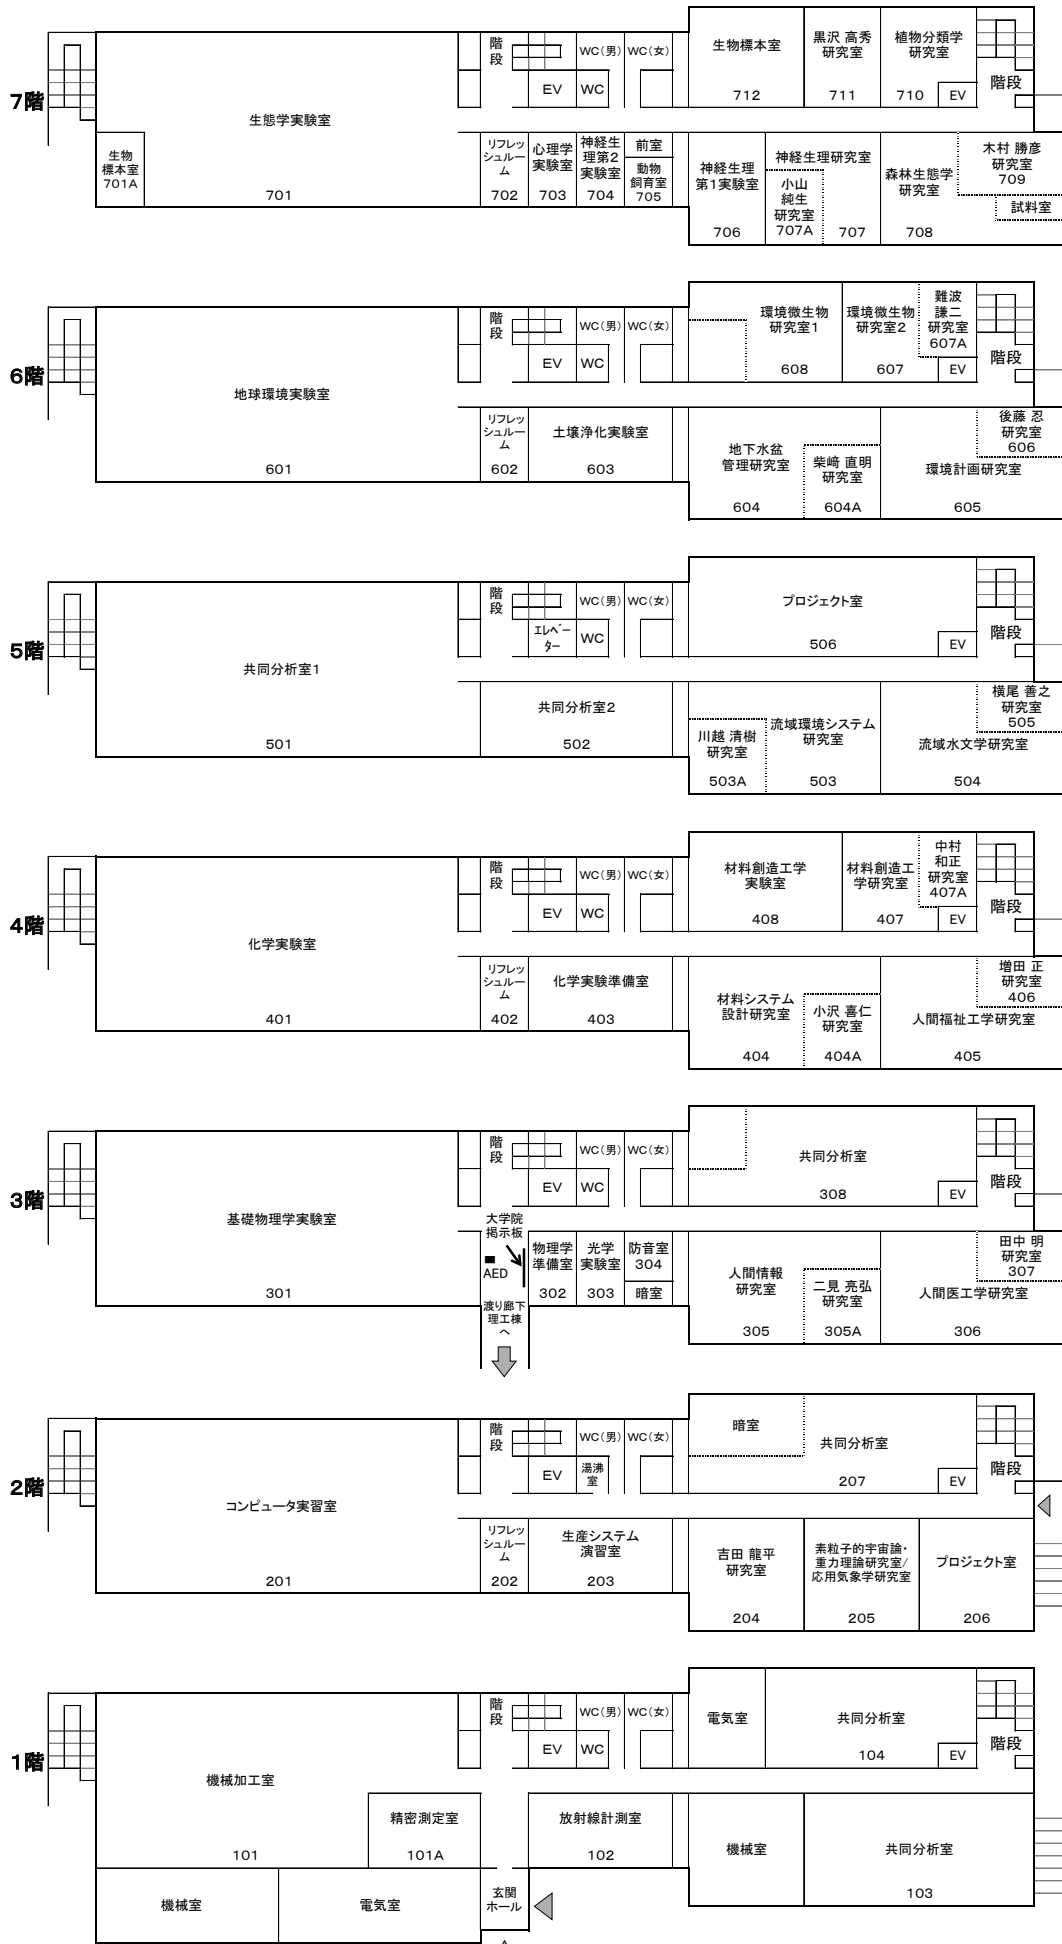 7階
生態学実験室
701
生物
標本室
701A
階
段
EV
WC(男)
WC
WC(女)
リフレッ
シュルー
ム
702
心理学
実験室
703
神経生
理第2
実験室
704
前室
動物
飼育室
705
生物標本室
712
黒沢 高秀
研究室
711
植物分類学
研究室
710
EV
階段
神経生理
第1実験室
706
神経生理研究室
小山
純生
研究室
707A
707
森林生態学
研究室
708
木村 勝彦
研究室
709
試料室
6階
地球環境実験室
601
階
段
EV
WC(男)
WC
WC(女)
リフレッ
シュルー
ム
602
土壌浄化実験室
603
環境微生物
研究室1
608
環境微生物
研究室2
607
難波
謙二
研究室
607A
EV
階段
地下水盆
管理研究室
604
柴﨑 直明
研究室
604A
環境計画研究室
605
後藤 忍
研究室
606
5階
共同分析室1
501
階
段
エレベー
ター
WC(男)
WC
WC(女)
共同分析室2
502
プロジェクト室
506
EV
階段
川越 清樹
研究室
503A
流域環境システム
研究室
503
流域水文学研究室
504
横尾 善之
研究室
505
4階
化学実験室
401
階
段
EV
WC(男)
WC
WC(女)
リフレッ
シュルー
ム
402
化学実験準備室
403
材料創造工学
実験室
408
材料創造工
学研究室
407
中村
和正
研究室
407A
EV
階段
材料システム
設計研究室
404
小沢 喜仁
研究室
404A
人間福祉工学研究室
405
増田 正
研究室
406
3階
基礎物理学実験室
301
階
段
EV
WC(男)
WC
WC(女)
大学院
掲示板
AED
渡り廊下
理工棟
へ
物理学
準備室
302
光学
実験室
303
防音室
304
暗室
共同分析室
308
EV
階段
人間情報
研究室
305
二見 亮弘
研究室
305A
人間医工学研究室
306
田中 明
研究室
307
2階
コンピュータ実習室
201
階
段
EV
WC(男)
湯沸
室
WC(女)
リフレッ
シュルー
ム
202
生産システム
演習室
203
暗室
共同分析室
207
EV
階段
吉田 龍平
研究室
204
素粒子的宇宙論・
重力理論研究室/
応用気象学研究室
205
プロジェクト室
206
1階
機械加工室
101
精密測定室
101A
階
段
EV
WC(男)
WC
WC(女)
放射線計測室
102
電気室
共同分析室
104
EV
階段
機械室
共同分析室
103
機械室
電気室
玄関
ホール